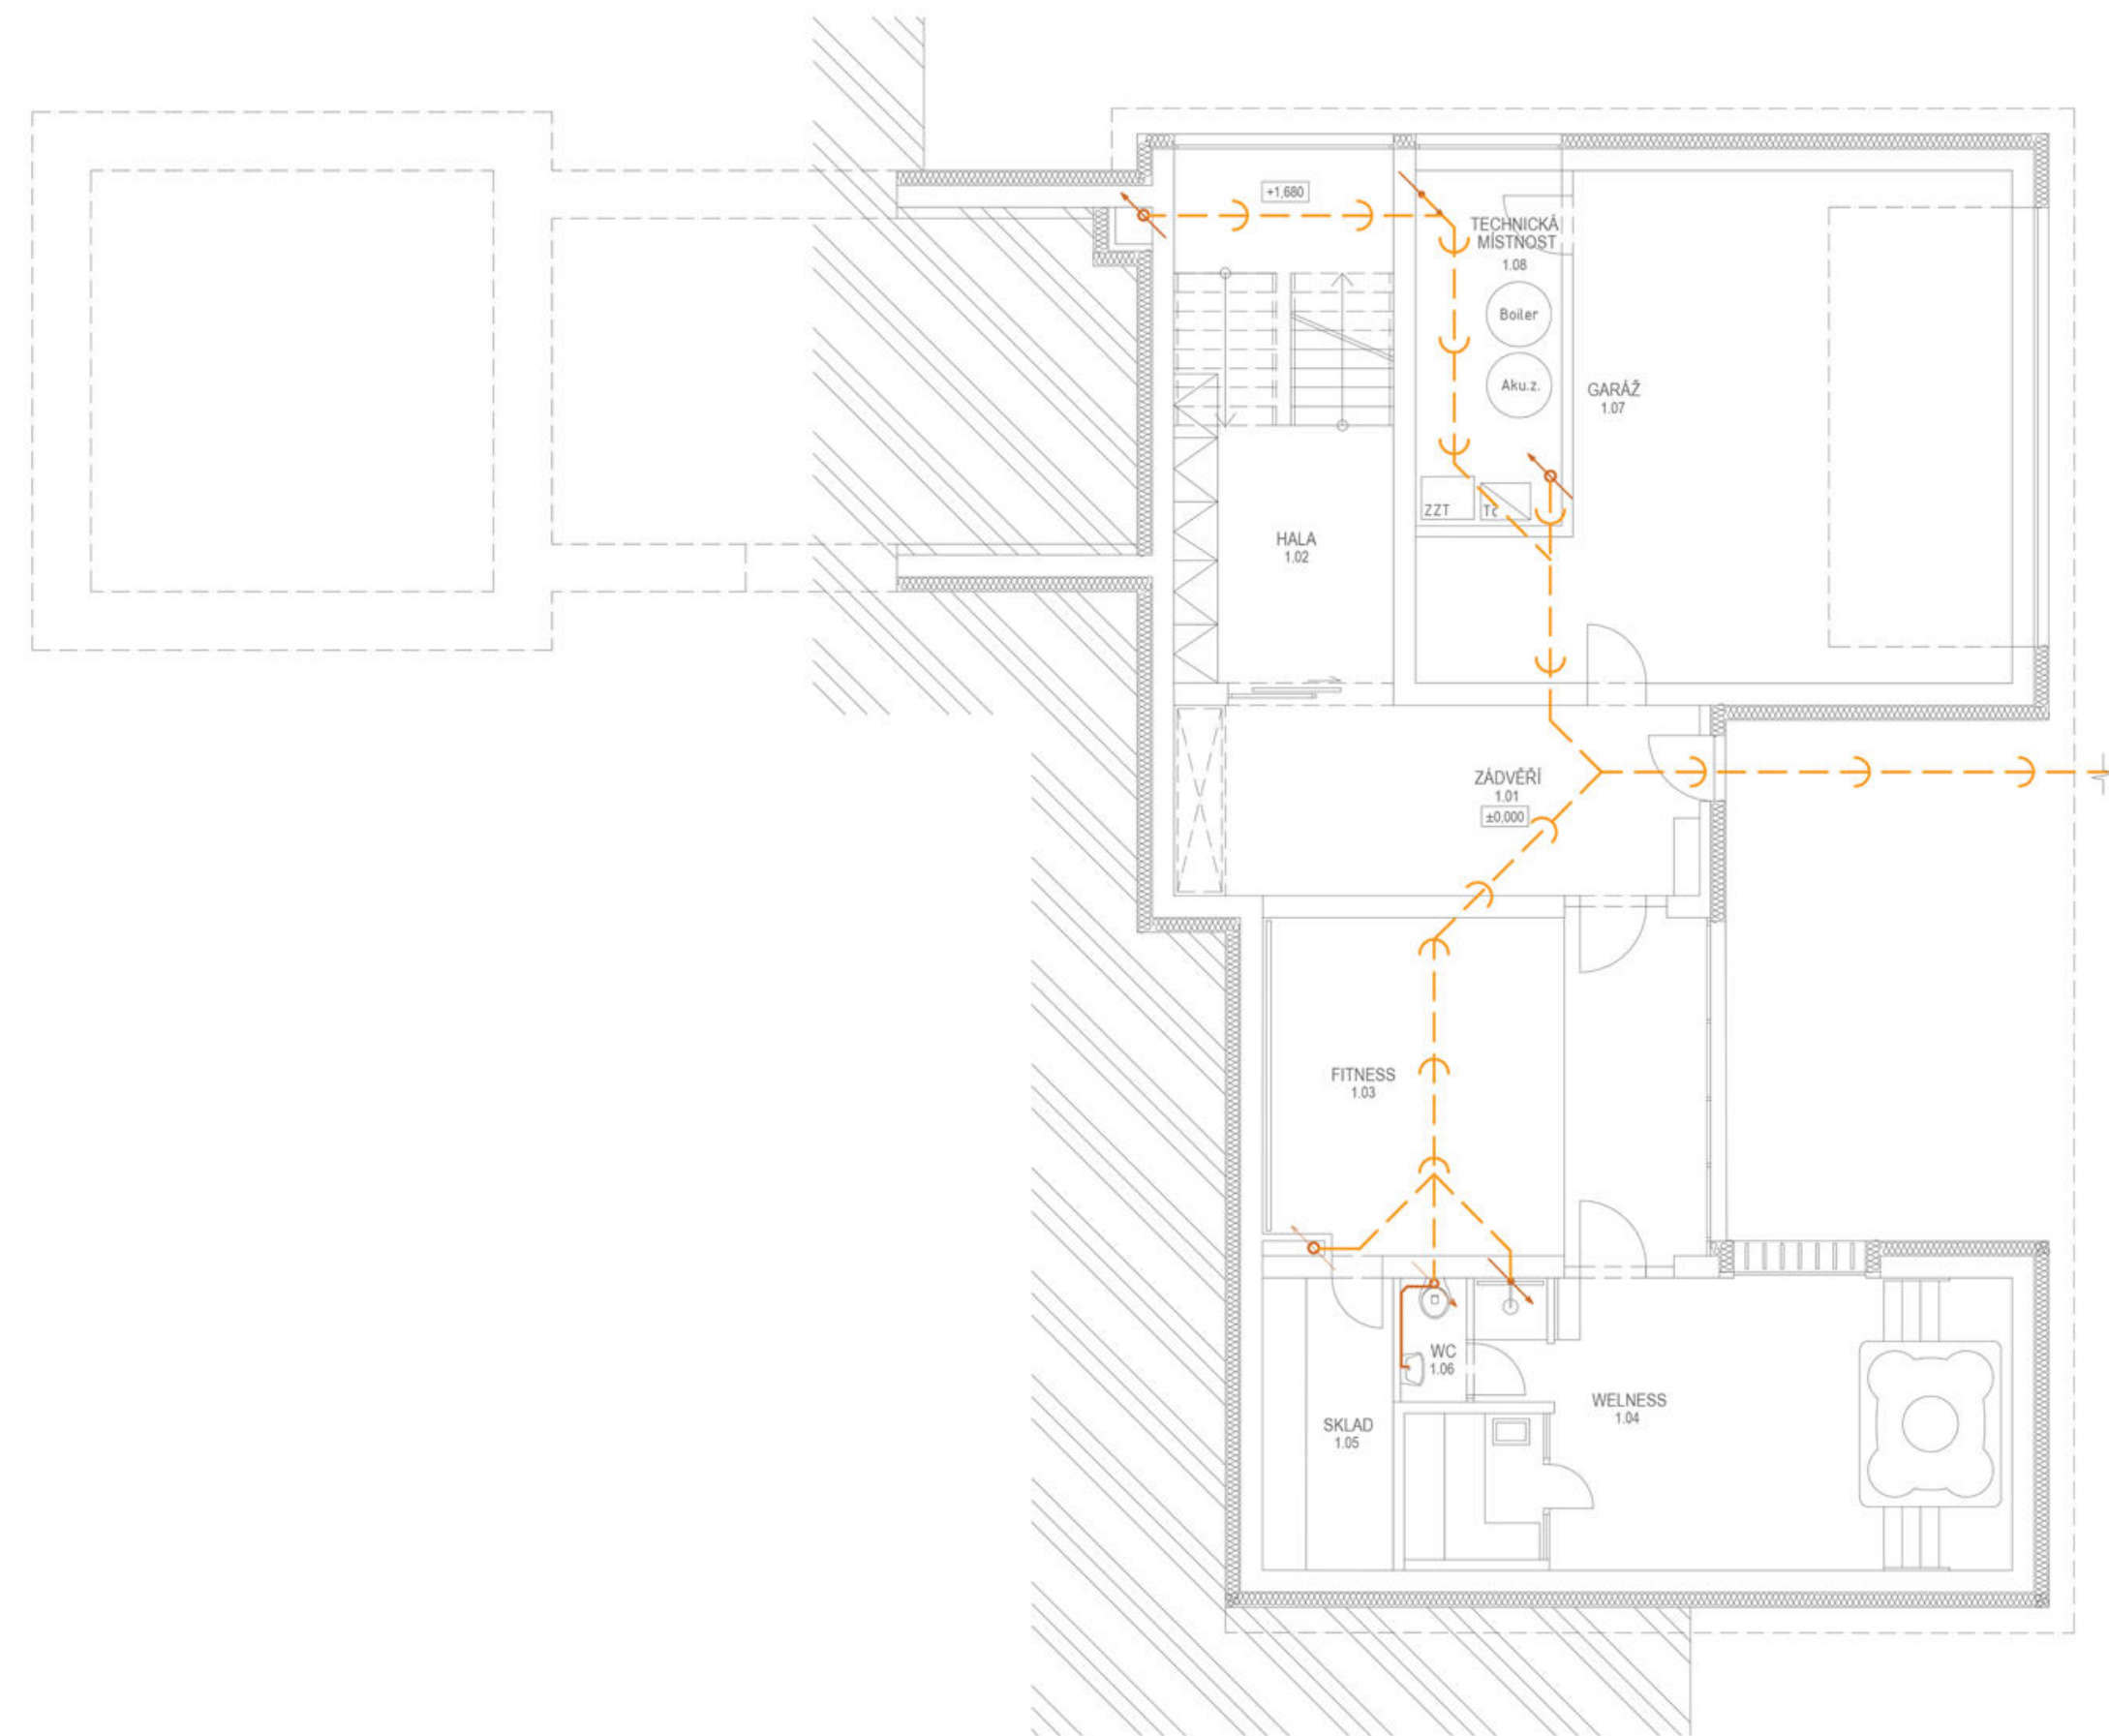 +1,680
TECHNICKÁ
MÍSTNOST
1.08
Boiler
Aku.z.
GARÁŽ
1.07
ZZT
HALA
1.02
ZÁDVĚŘÍ
1.01
±0,000
FITNESS
1.03
WC
1.06
WELNESS
1.04
SKLAD
1.05